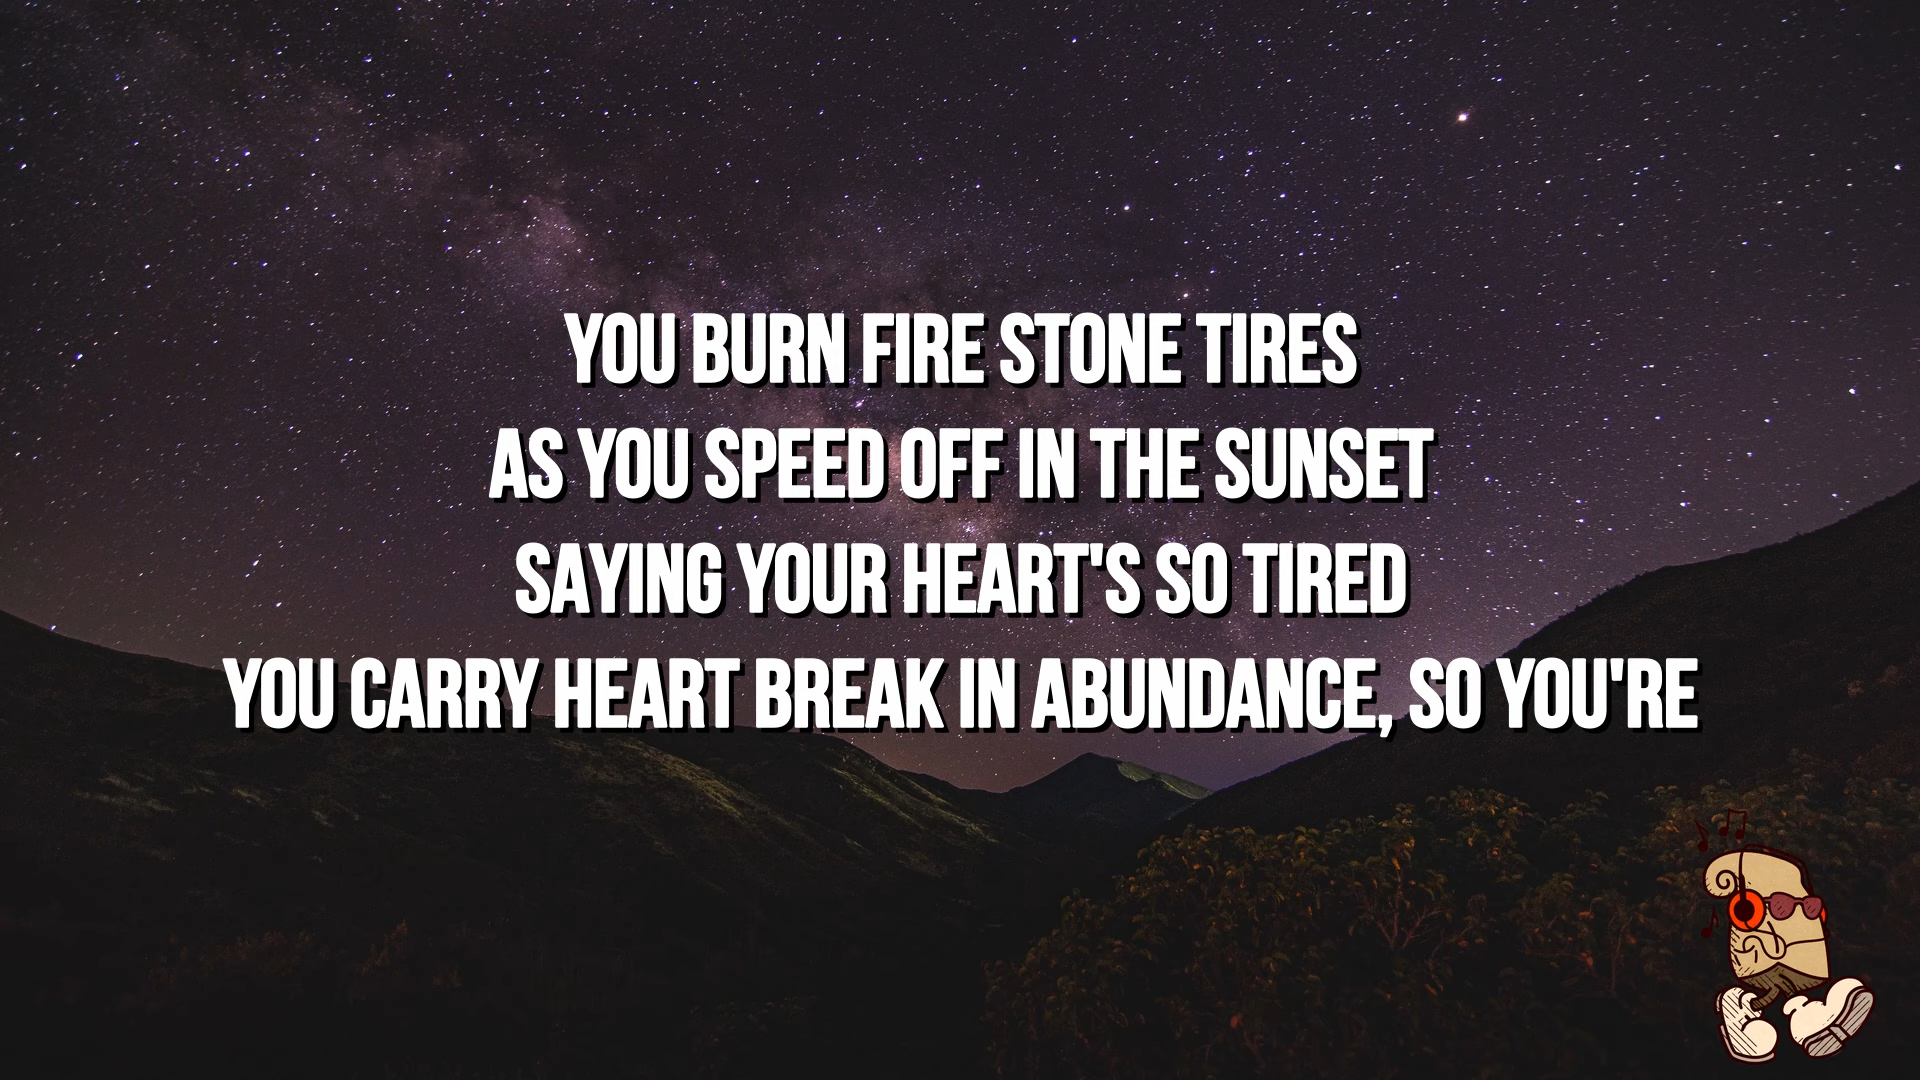 YOU BURN FIRE STONE TIRES
AS YOU SPEED OFF IN THE SUNSET
SAYING YOUR HEART'S SO TIRED
YOU CARRY HEART BREAK IN ABUNDANCE, SO YOU'RE